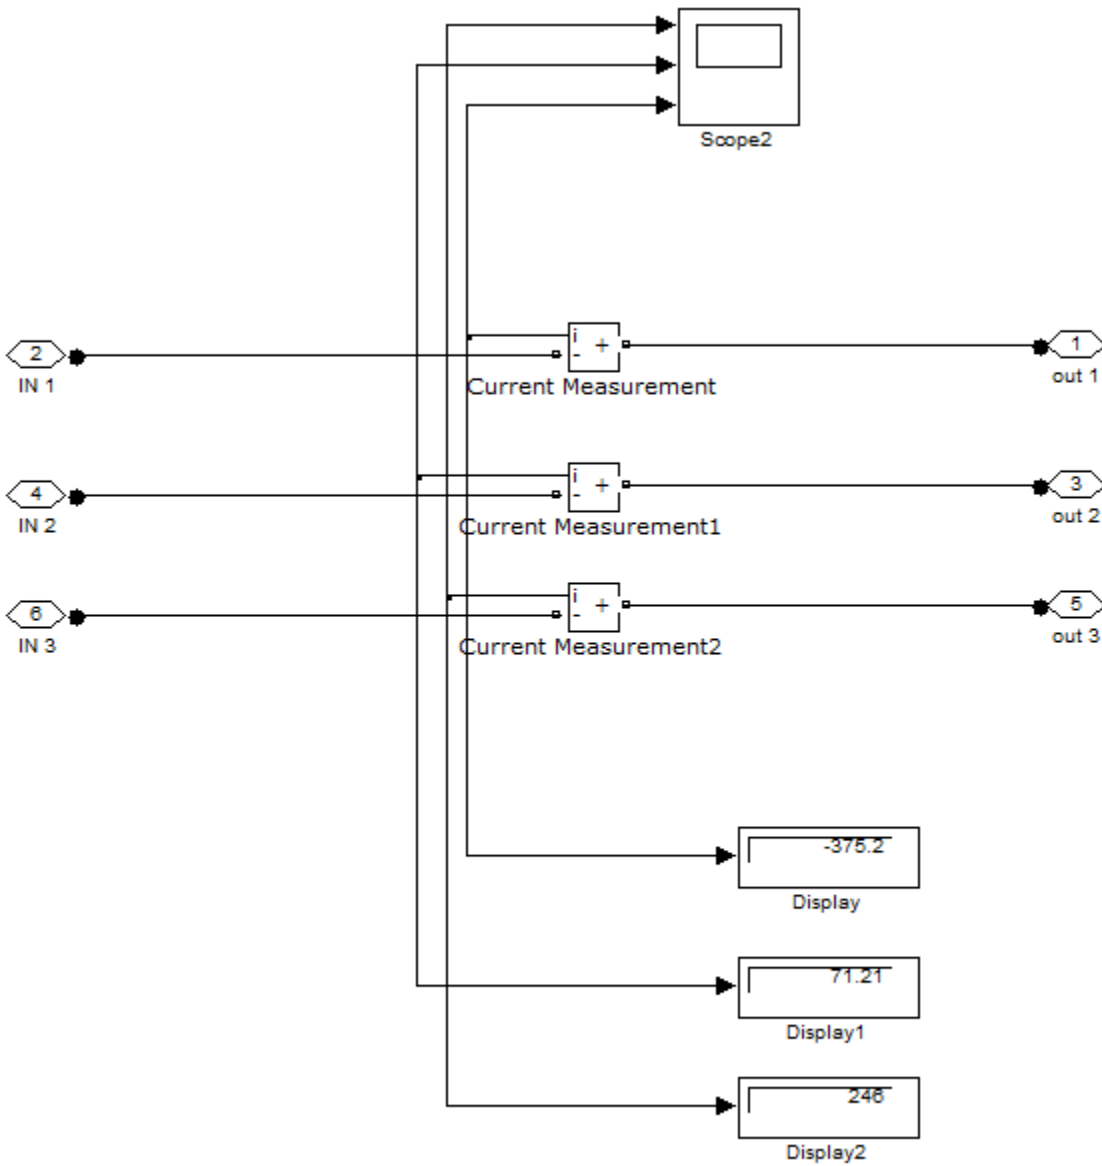 Scope2
i
- +
2
1
IN 1
out 1
Current Measurement
i
- +
4
3
IN 2
out 2
Current Measurement1
i
- +
6
5
IN 3
out 3
Current Measurement2
-375.2
Display
71.21
Display1
246
Display2